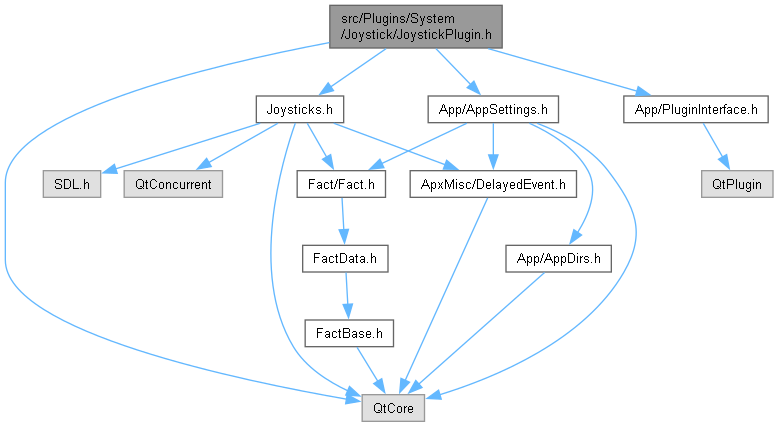 src/Plugins/System
/Joystick/JoystickPlugin.h
Joysticks.h
App/AppSettings.h
App/PluginInterface.h
SDL.h
QtConcurrent
Fact/Fact.h
ApxMisc/DelayedEvent.h
QtPlugin
FactData.h
App/AppDirs.h
FactBase.h
QtCore